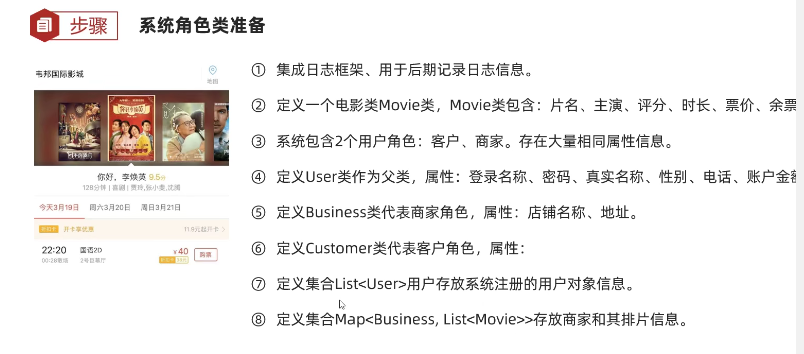 步骤
系统角色类准备
韦邦国际影城
地图
你好，李焕英 9.5分
128分钟 | 喜剧 | 贾玲,张小斐,沈腾
今天3月19日 周六3月20日 周日3月21日
开卡享优惠 11.9元起开卡
22:20 国语2D ¥40 购票
00:28散场 2号巨幕厅
① 集成日志框架、用于后期记录日志信息。
② 定义一个电影类Movie类，Movie类包含：片名、主演、评分、时长、票价、余票
③ 系统包含2个用户角色：客户、商家。存在大量相同属性信息。
④ 定义User类作为父类，属性：登录名称、密码、真实名称、性别、电话、账户金额
⑤ 定义Business类代表商家角色，属性：店铺名称、地址。
⑥ 定义Customer类代表客户角色，属性：
⑦ 定义集合List<User>用户存放系统注册的用户对象信息。
⑧ 定义集合Map<Business, List<Movie>>存放商家和其排片信息。